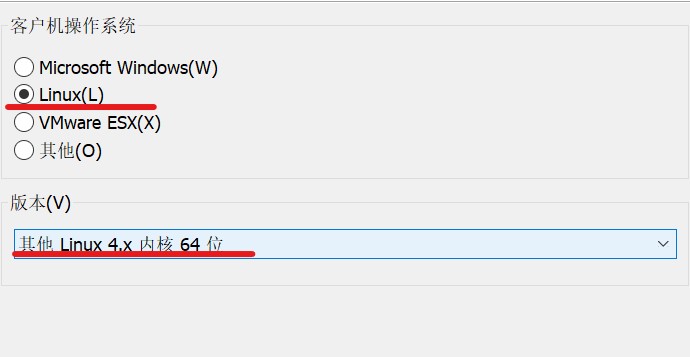 客户机操作系统
Microsoft Windows(W)
Linux(L)
VMware ESX(X)
其他(O)
版本(V)
其他 Linux 4.x 内核 64 位